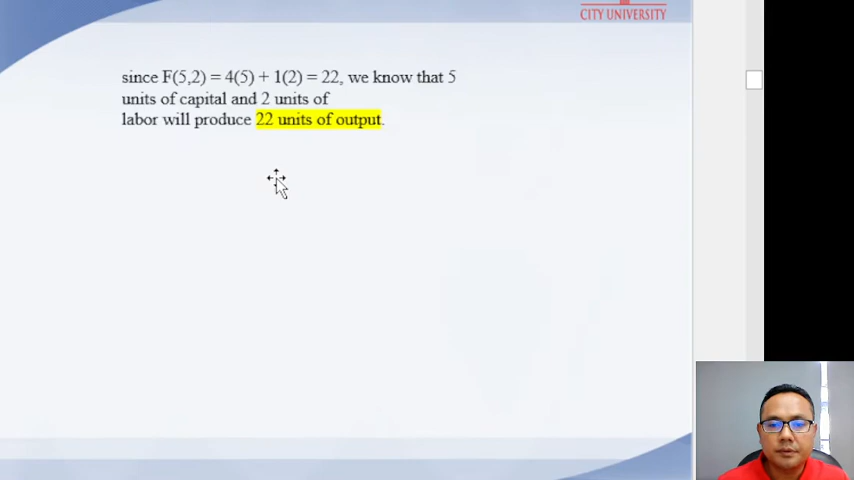 CITY UNIVERSITY
since F(5,2) = 4(5) + 1(2) = 22, we know that 5
units of capital and 2 units of
labor will produce 22 units of output.